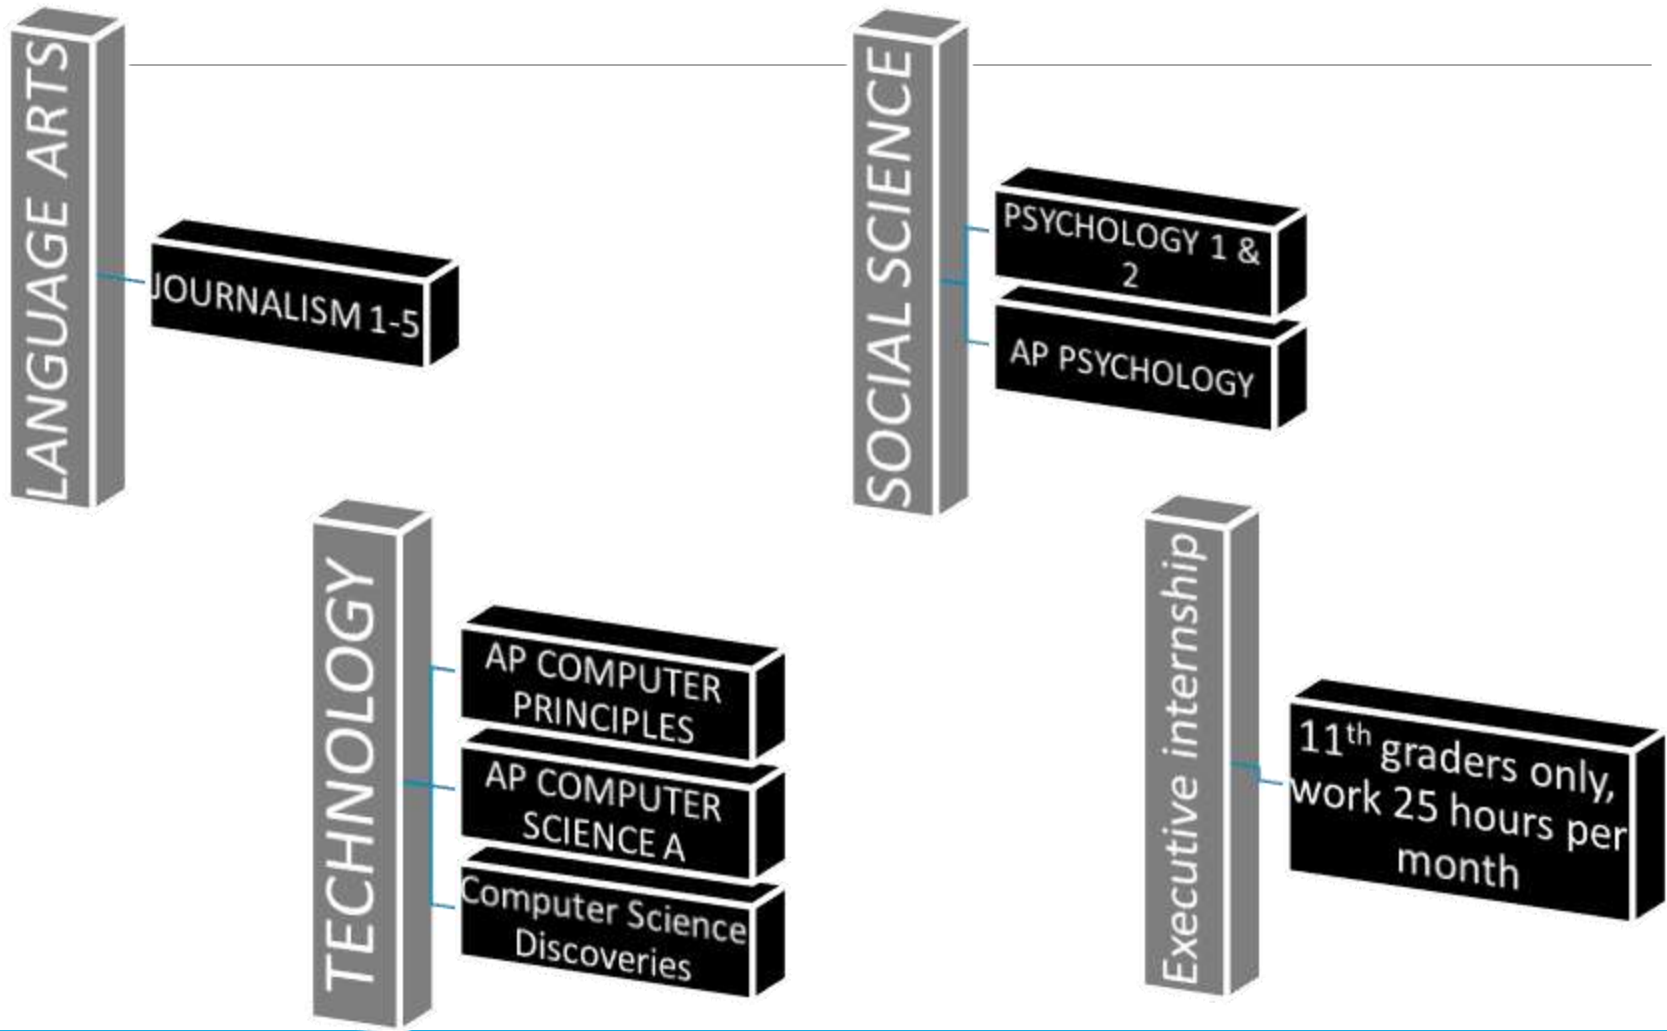 LANGUAGE ARTS
JOURNALISM 1-5
SOCIAL SCIENCE
PSYCHOLOGY 1 &
2
AP PSYCHOLOGY
TECHNOLOGY
AP COMPUTER
PRINCIPLES
AP COMPUTER
SCIENCE A
Computer Science
Discoveries
Executive internship
11th graders only,
work 25 hours per
month